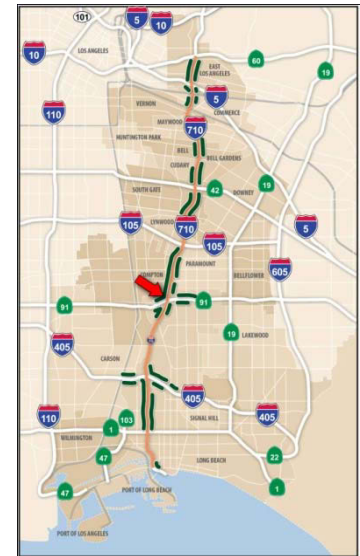 101
5
10
10
5
LOS ANGELES
EAST
LOS ANGELES
60
19
VERNON
5
COMMERCE
110
MAYWOOD
710
HUNTINGTON PARK
BELL
BELL GARDENS
CUDAHY
19
SOUTH GATE
42
DOWNEY
105
LYNWOOD
710
5
105
PARAMOUNT
605
COMPTON
BELLFLOWER
91
91
19
LAKEWOOD
405
CARSON
405
405
110
103
1
SIGNAL HILL
WILMINGTON
47
LONG BEACH
22
47
PORT OF LONG BEACH
1
PORT OF LOS ANGELES